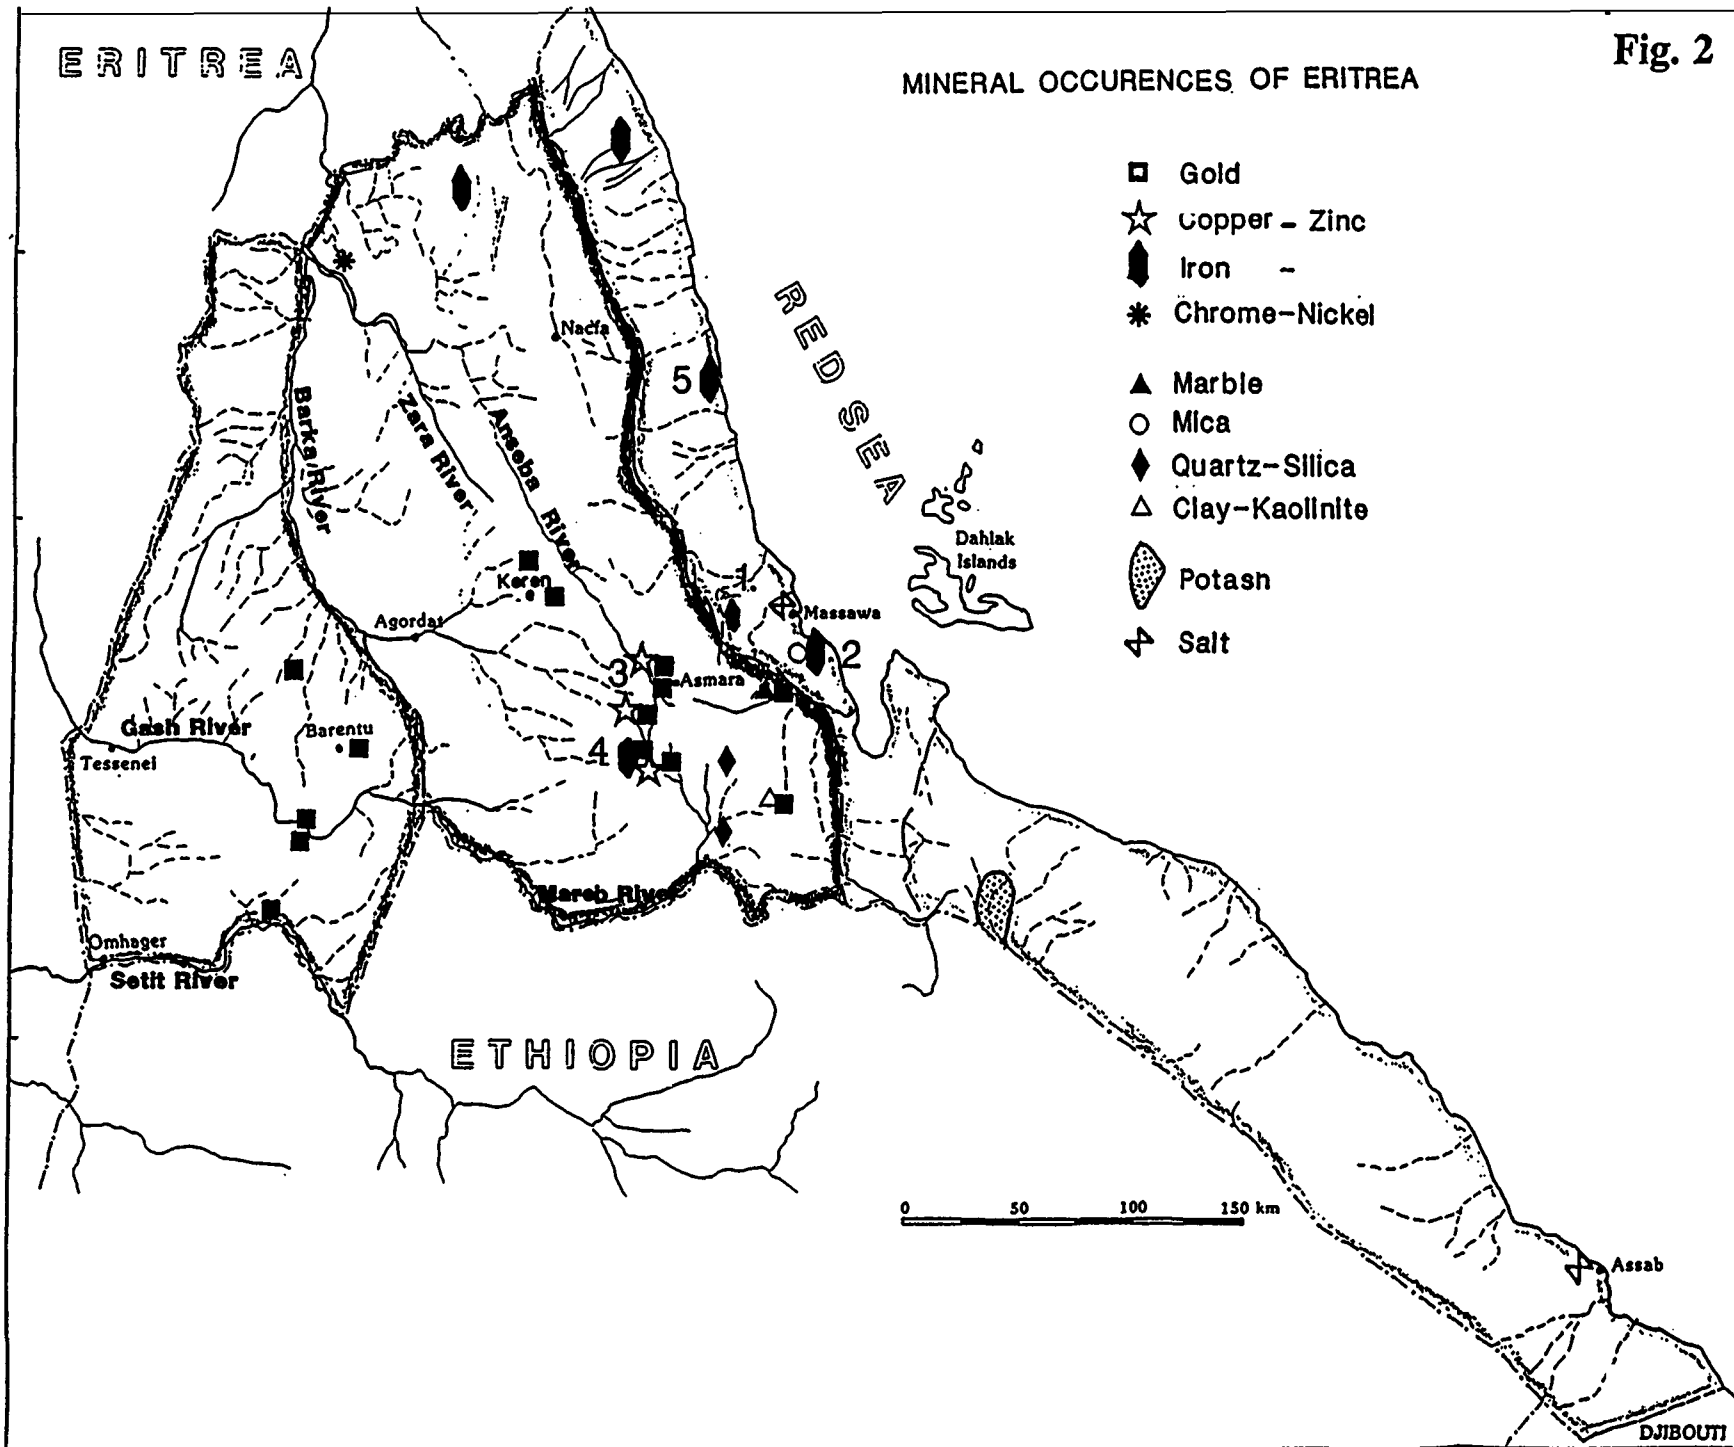 Fig. 2
ERITREA
MINERAL OCCURENCES OF ERITREA
Gold
Copper - Zinc
Iron -
Chrome-Nickel
Marble
Mica
Quartz-Silica
Clay-Kaolinite
Potash
Salt
RED SEA
Nacfa
5
Barka River
Zara River
Anseba River
Dahlak
Islands
Keren
1
Massawa
Agordat
2
3
Asmara
Gash River
Barentu
4
Tessenei
Mareb River
Omhager
Setit River
ETHIOPIA
0 50 100 150 km
Assab
DJIBOUTI